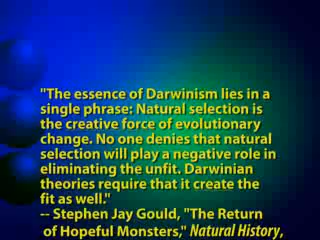 "The essence of Darwinism lies in a
single phrase: Natural selection is
the creative force of evolutionary
change. No one denies that natural
selection will play a negative role in
eliminating the unfit. Darwinian
theories require that it create the
fit as well."
-- Stephen Jay Gould, "The Return
of Hopeful Monsters," Natural History,